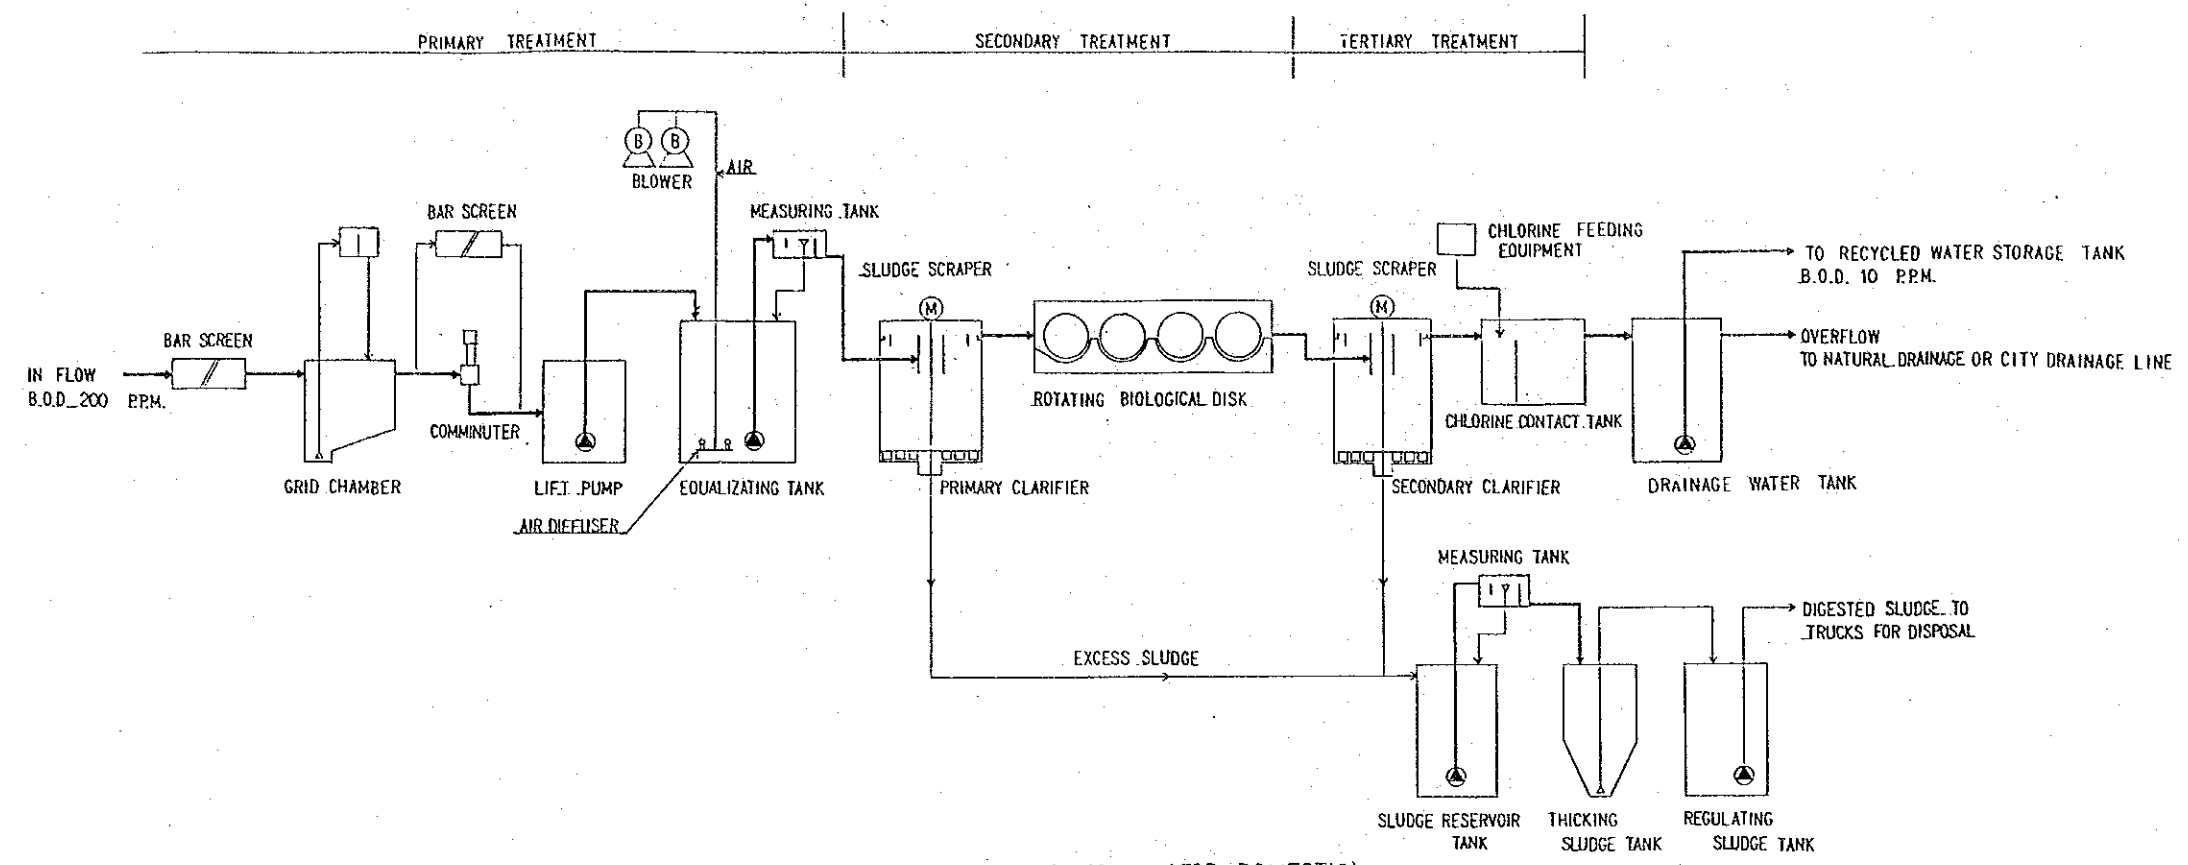 PRIMARY TREATMENT
SECONDARY TREATMENT
TERTIARY TREATMENT
B B
BLOWER
AIR
BAR SCREEN
MEASURING TANK
CHLORINE FEEDING
EQUIPMENT
TO RECYCLED WATER STORAGE TANK
B.O.D. 10 P.P.M.
SLUDGE SCRAPER
SLUDGE SCRAPER
M
M
BAR SCREEN
OVERFLOW
TO NATURAL DRAINAGE OR CITY DRAINAGE LINE
IN FLOW
B.O.D. 200 P.P.M.
ROTATING BIOLOGICAL DISK
COMMINUTER
CHLORINE CONTACT TANK
GRID CHAMBER
LIFT PUMP
EQUALIZATING TANK
PRIMARY CLARIFIER
SECONDARY CLARIFIER
DRAINAGE WATER TANK
AIR DIEFUSER
MEASURING TANK
DIGESTED SLUDGE TO
TRUCKS FOR DISPOSAL
EXCESS SLUDGE
SLUDGE RESERVOIR
TANK
THICKING
SLUDGE TANK
REGULATING
SLUDGE TANK